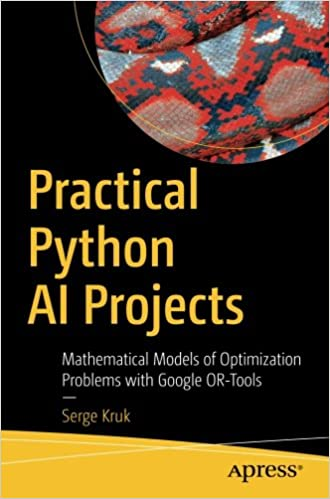 Practical
Python
AI Projects
Mathematical Models of Optimization
Problems with Google OR-Tools
—
Serge Kruk
Apress®